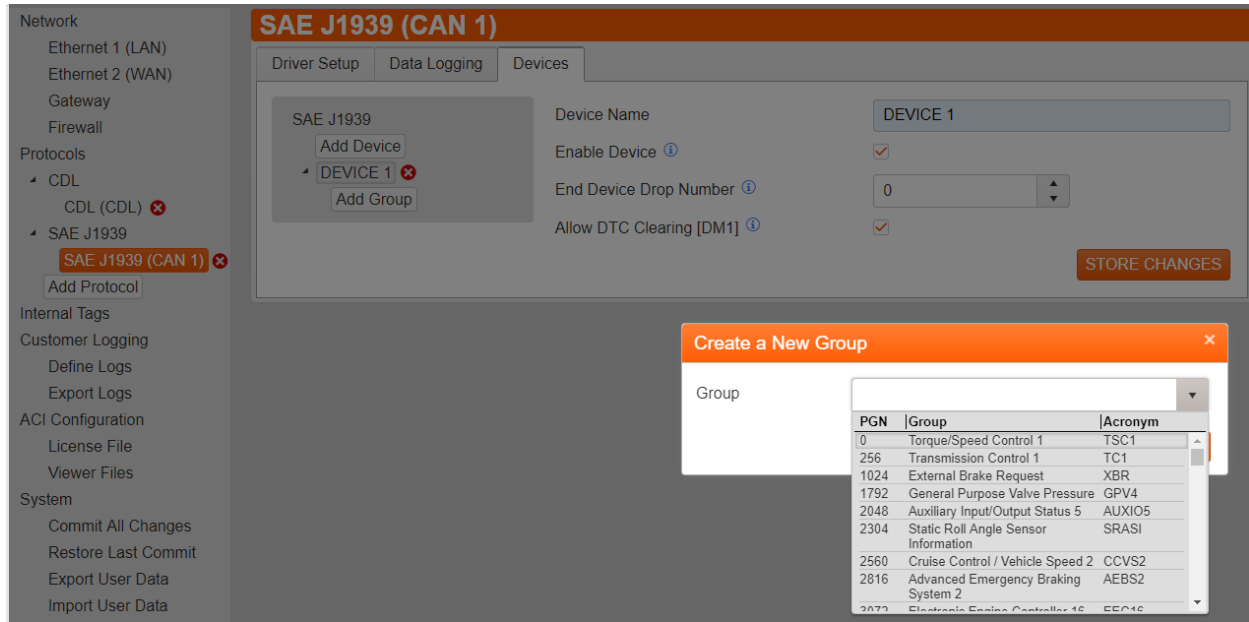 Network
Ethernet 1 (LAN)
Ethernet 2 (WAN)
Gateway
Firewall
Protocols
CDL
CDL (CDL)
SAE J1939
SAE J1939 (CAN 1)
Add Protocol
Internal Tags
Customer Logging
Define Logs
Export Logs
ACI Configuration
License File
Viewer Files
System
Commit All Changes
Restore Last Commit
Export User Data
Import User Data
SAE J1939 (CAN 1)
Driver Setup Data Logging Devices
SAE J1939
Add Device
DEVICE 1
Add Group
Device Name DEVICE 1
Enable Device
End Device Drop Number 0
Allow DTC Clearing [DM1]
STORE CHANGES
Create a New Group ×
Group
PGN Group Acronym
0 Torque/Speed Control 1 TSC1
256 Transmission Control 1 TC1
1024 External Brake Request XBR
1792 General Purpose Valve Pressure GPV4
2048 Auxiliary Input/Output Status 5 AUXIO5
2304 Static Roll Angle Sensor SRASI
Information
2560 Cruise Control / Vehicle Speed 2 CCVS2
2816 Advanced Emergency Braking AEBS2
System 2
3072 Electronic Engine Controller 16 EEC16